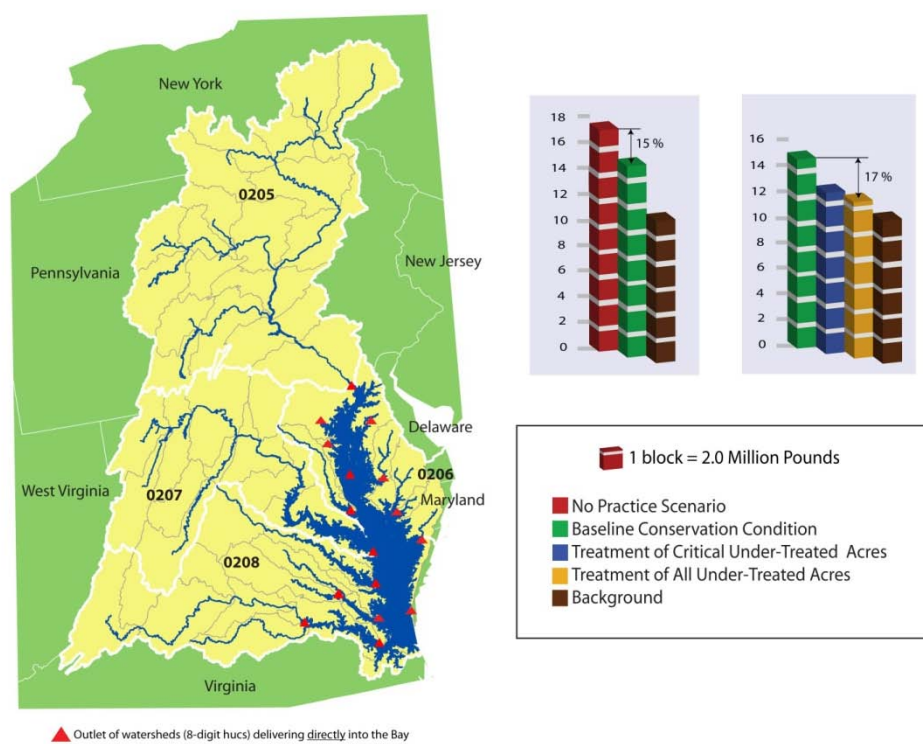 New York
0205
Pennsylvania
New Jersey
Delaware
0206
Maryland
West Virginia
0207
0208
Virginia
Outlet of watersheds (8-digit hucs) delivering directly into the Bay
18
16
14
12
10
8
6
4
2
0
15 %
16
14
12
10
8
6
4
2
0
17 %
1 block = 2.0 Million Pounds
No Practice Scenario
Baseline Conservation Condition
Treatment of Critical Under-Treated Acres
Treatment of All Under-Treated Acres
Background